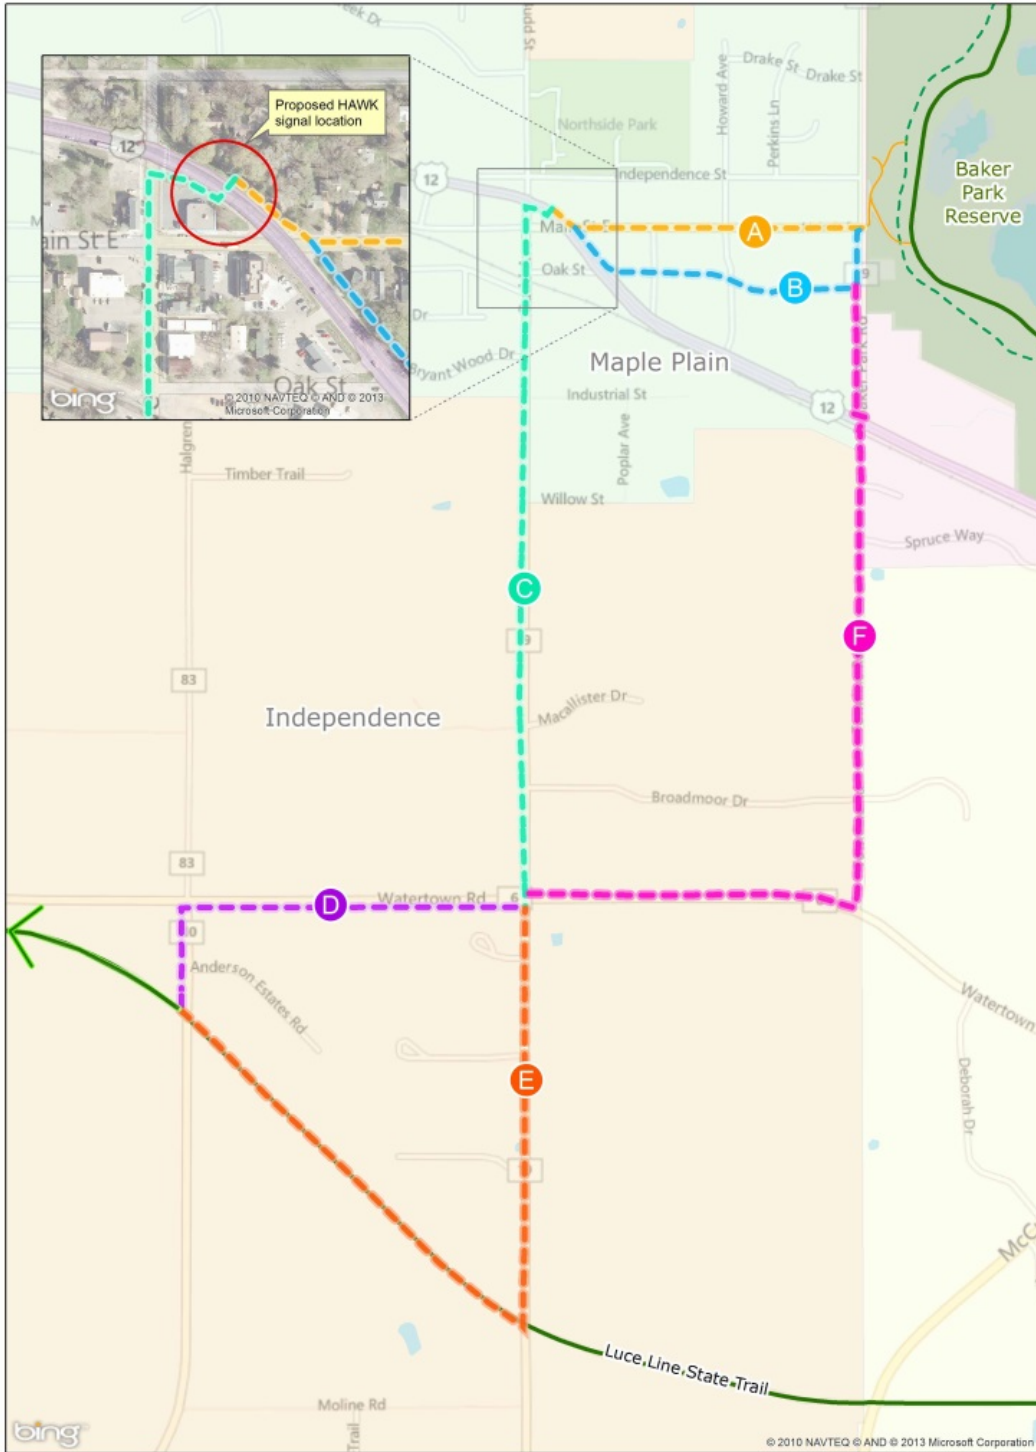 Proposed HAWK
signal location
12
ain St E
Oak St
bing
© 2010 NAVTEQ © AND © 2013
Microsoft Corporation
Drake St
Drake St
Howard Ave
Perkins Ln
Northside Park
Independence St
12
Baker
Park
Reserve
A
Oak St
B
Dr
Bryant Wood Dr
Maple Plain
Industrial St
12
Poplar Ave
Timber Trail
Willow St
Spruce Way
C
F
83
Independence
Macallister Dr
Broadmoor Dr
83
D
Watertown Rd
6
Anderson Estates Rd
Watertown
E
Deborah Dr
McC
Luce Line State Trail
Moline Rd
Trail
bing
© 2010 NAVTEQ © AND © 2013 Microsoft Corporation